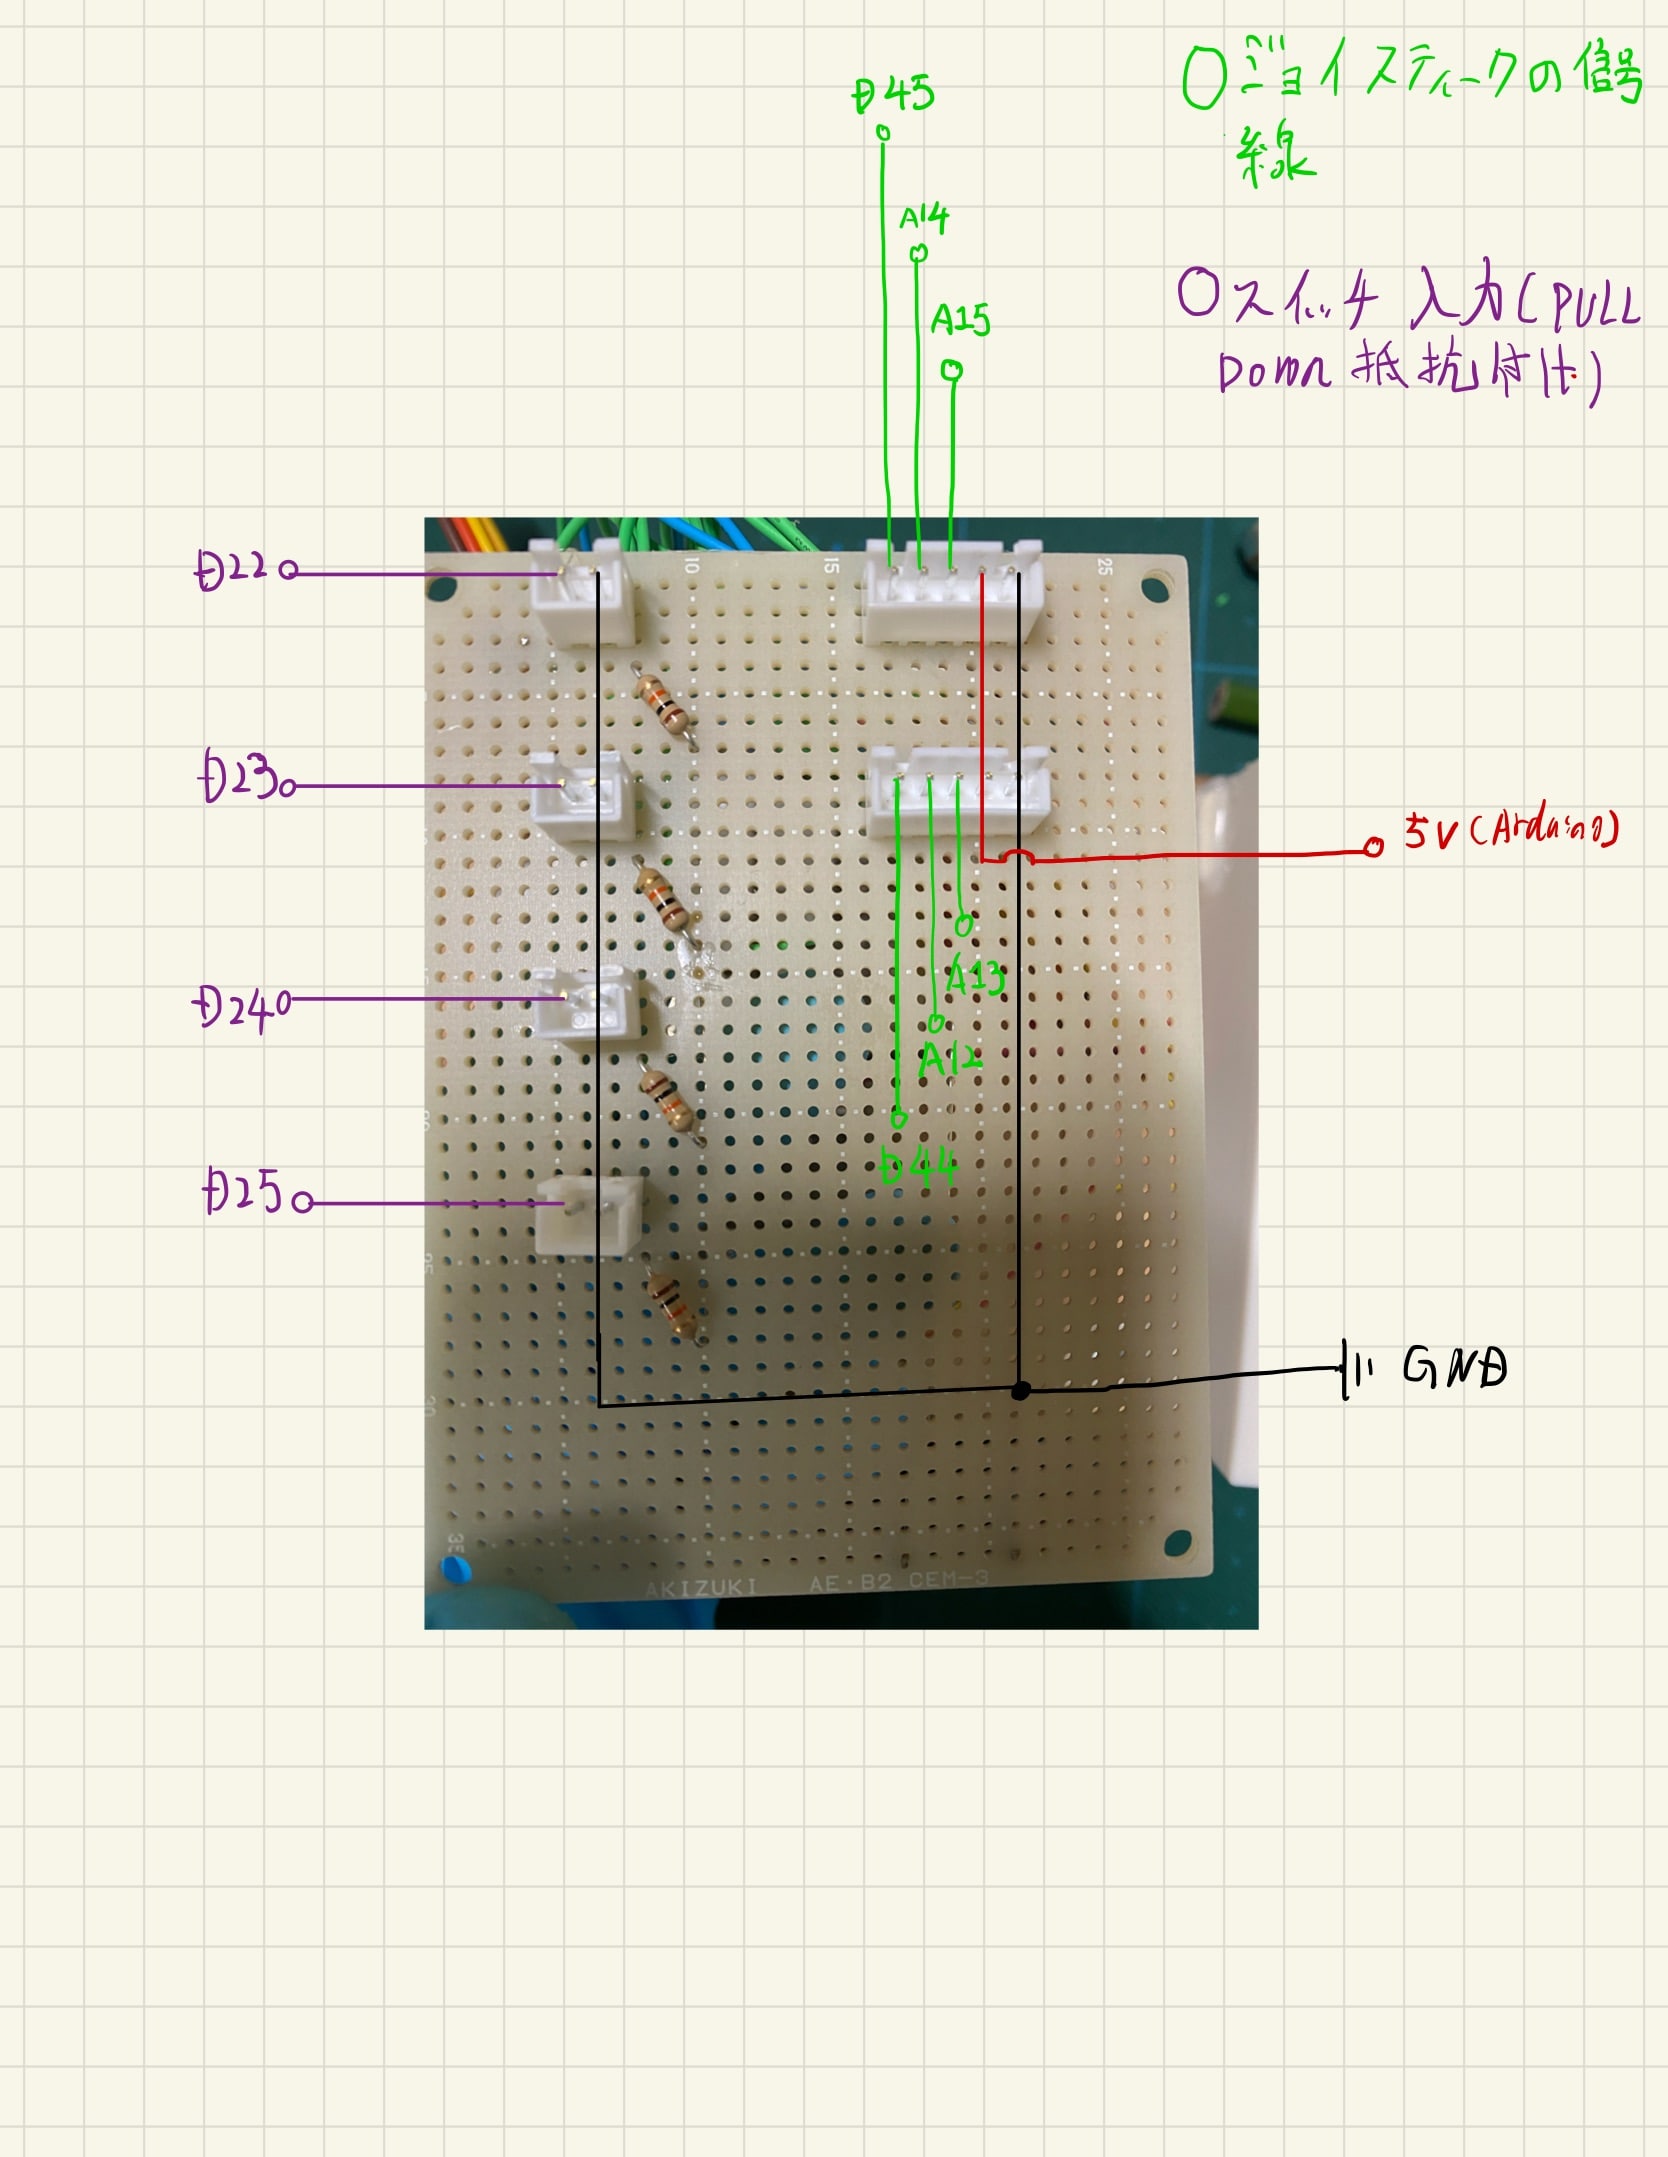 ○ジョイスティークの信号
線
D45
A14
A15
○スイッチ 入力(PULL
Down 抵抗付け)
D22
10
15
25
D23
5V(Arduino)
A13
D24
A12
D44
D25
GND
30
35
AKIZUKI AE・B2 CEM-3